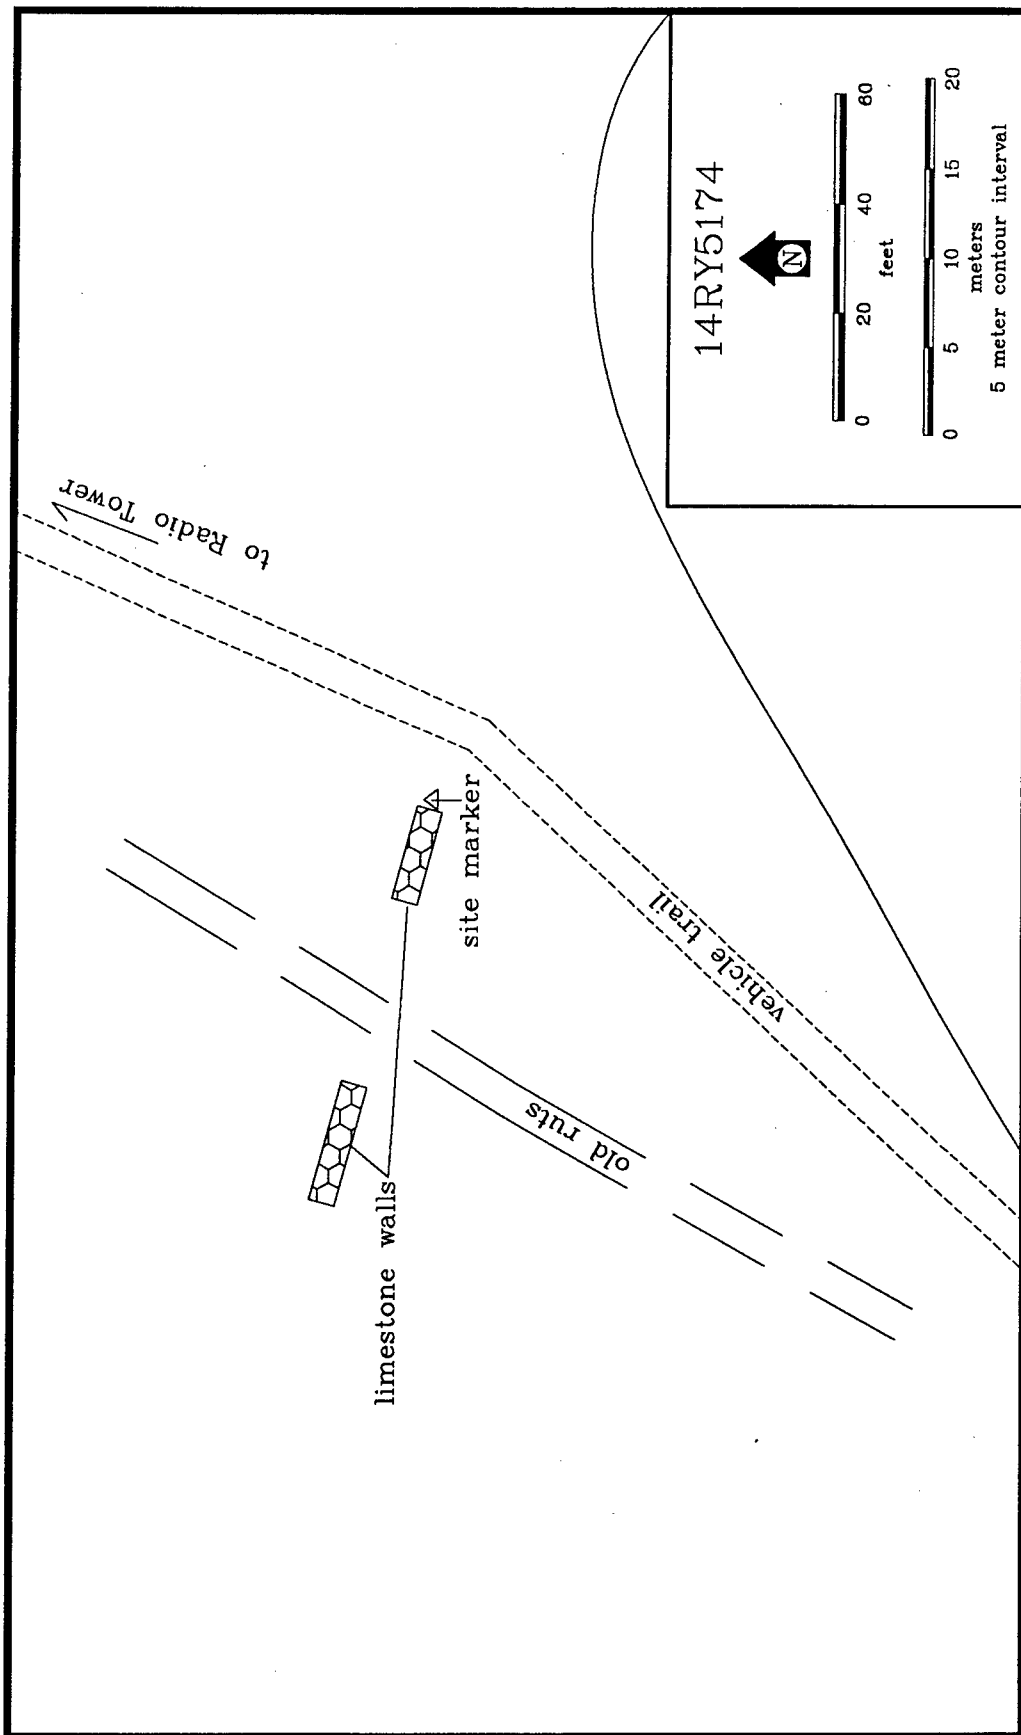 to Radio Tower
site marker
vehicle trail
old ruts
limestone walls
14RY5174
N
0 20 40 60
feet
0 5 10 15 20
meters
5 meter contour interval